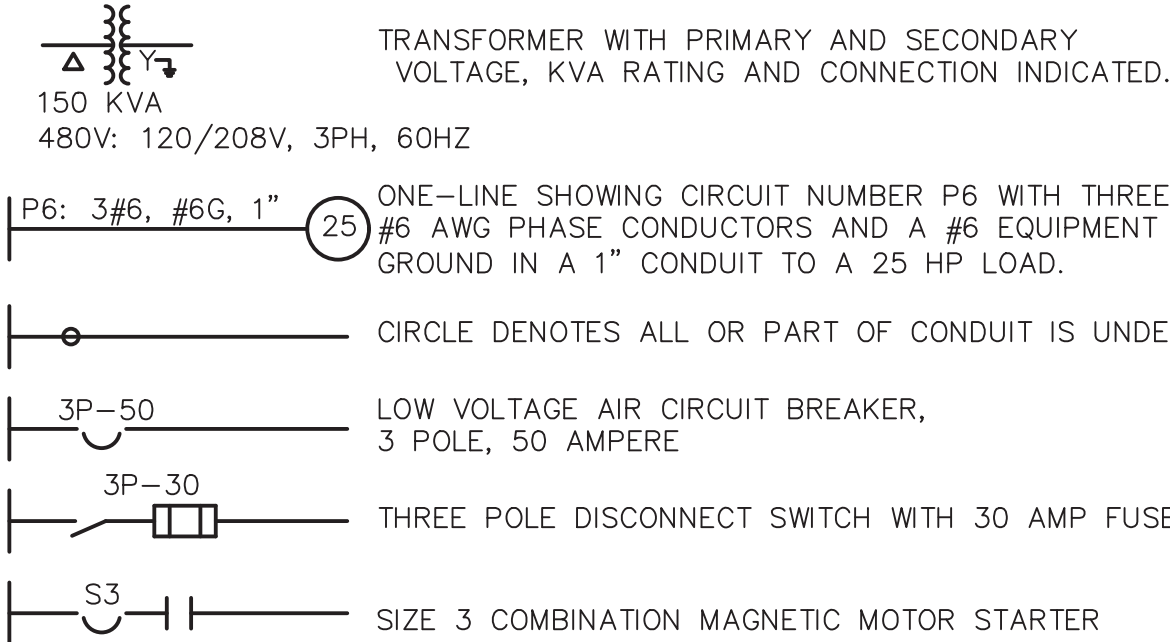 TRANSFORMER WITH PRIMARY AND SECONDARY
VOLTAGE, KVA RATING AND CONNECTION INDICATED.
Δ Y
150 KVA
480V: 120/208V, 3PH, 60HZ
P6: 3#6, #6G, 1”
25
ONE–LINE SHOWING CIRCUIT NUMBER P6 WITH THREE
#6 AWG PHASE CONDUCTORS AND A #6 EQUIPMENT
GROUND IN A 1” CONDUIT TO A 25 HP LOAD.
CIRCLE DENOTES ALL OR PART OF CONDUIT IS UNDE
3P–50
LOW VOLTAGE AIR CIRCUIT BREAKER,
3 POLE, 50 AMPERE
3P–30
THREE POLE DISCONNECT SWITCH WITH 30 AMP FUSE
S3
SIZE 3 COMBINATION MAGNETIC MOTOR STARTER